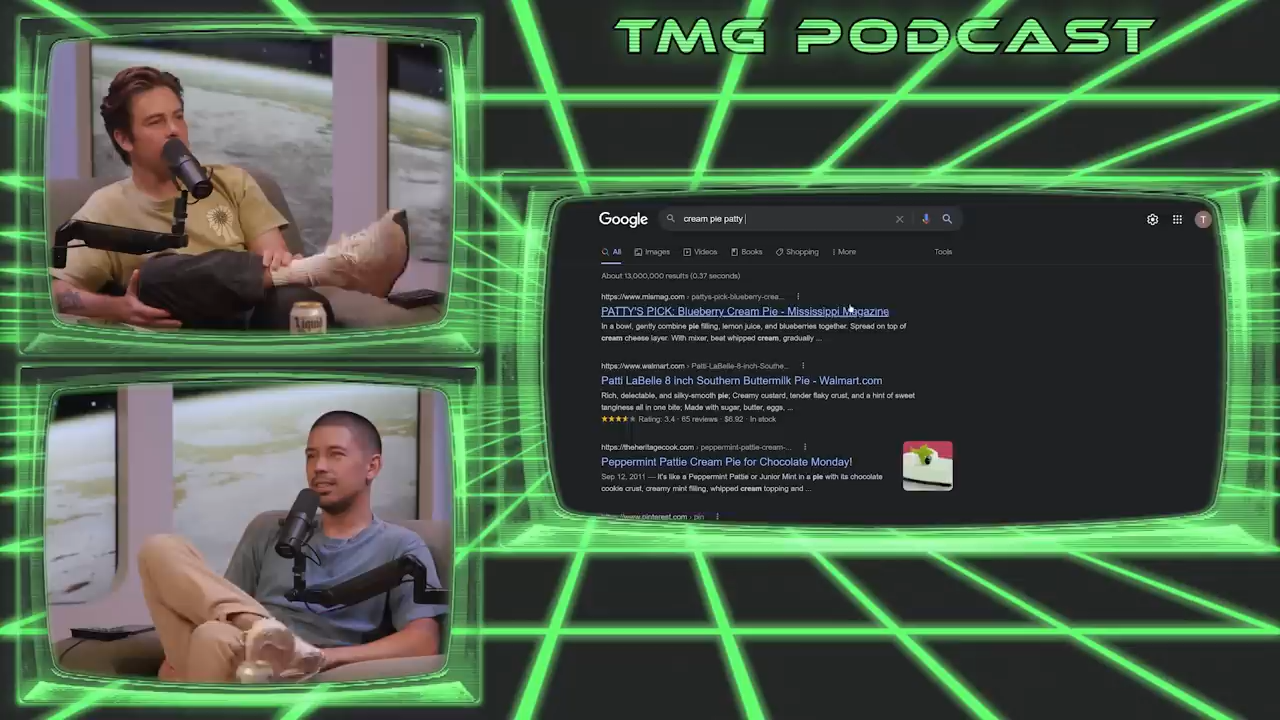 TMG PODCAST
Liquid
Google
cream pie patty
T
All
Images
Videos
Books
Shopping
More
Tools
About 13,000,000 results (0.37 seconds)
https://www.mismag.com › pattys-pick-blueberry-crea...
PATTY'S PICK: Blueberry Cream Pie - Mississippi Magazine
In a bowl, gently combine pie filling, lemon juice, and blueberries together. Spread on top of
cream cheese layer. With mixer, beat whipped cream, gradually ...
https://www.walmart.com › Patti-LaBelle-8-inch-Southe...
Patti LaBelle 8 inch Southern Buttermilk Pie - Walmart.com
Rich, delectable, and silky-smooth pie; Creamy custard, tender flaky crust, and a hint of sweet
tanginess all in one bite; Made with sugar, butter, eggs, ...
Rating: 3.4 · 65 reviews · $6.92 · In stock
https://theheritagecook.com › peppermint-pattie-cream-...
Peppermint Pattie Cream Pie for Chocolate Monday!
Sep 12, 2011 — It's like a Peppermint Pattie or Junior Mint in a pie with its chocolate
cookie crust, creamy mint filling, whipped cream topping and ...
https://www.pinterest.com › pin